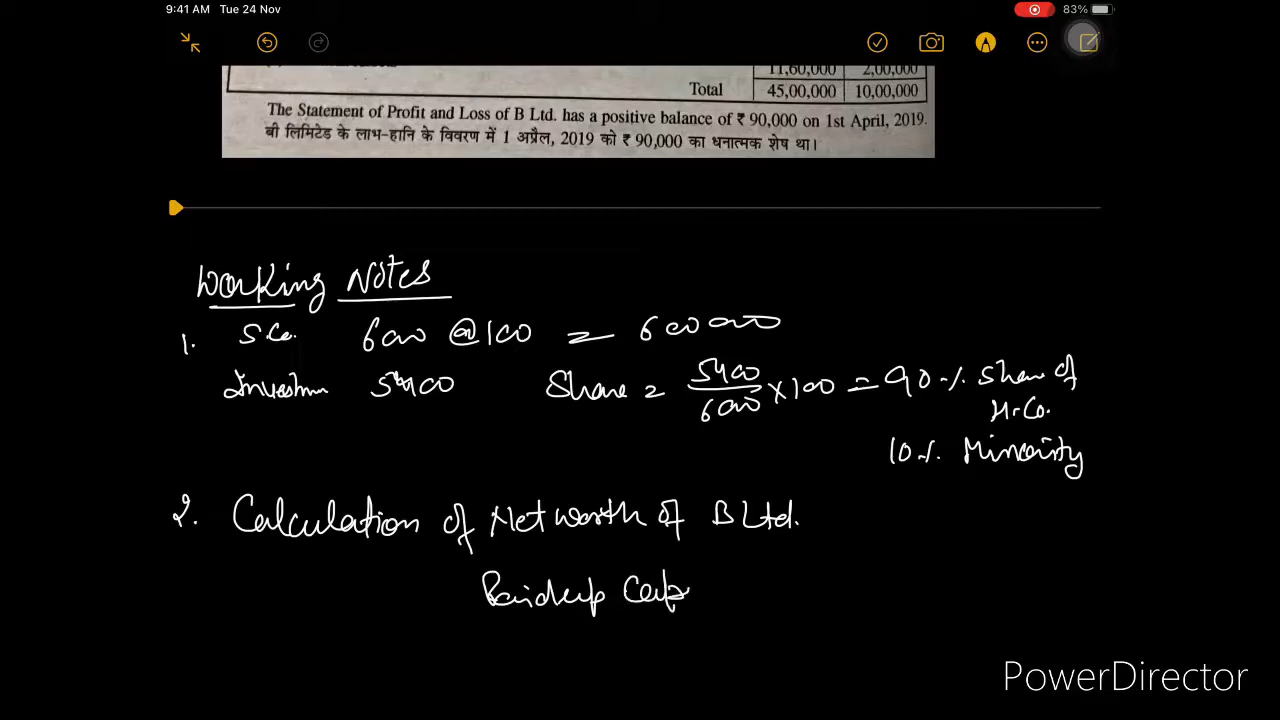 9:41 AM Tue 24 Nov
83%
11,60,000 2,00,000
Total 45,00,000 10,00,000
The Statement of Profit and Loss of B Ltd. has a positive balance of ₹ 90,000 on 1st April, 2019.
बी लिमिटेड के लाभ-हानि के विवरण में 1 अप्रैल, 2019 को ₹ 90,000 का धनात्मक शेष था।
Working Notes
1. S Co. 6000 @ 100 = 600000
5400 Share = 5400/6000 × 100 = 90 % Share of
H. Co.
10 % Minority
2. Calculation of Net worth of B Ltd.
Paid up Cap
PowerDirector